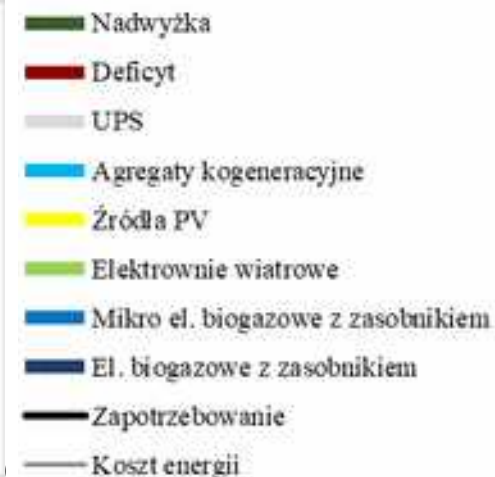 Nadwyżka
Deficyt
UPS
Agregaty kogeneracyjne
Źródła PV
Elektrownie wiatrowe
Mikro el. biogazowe z zasobnikiem
El. biogazowe z zasobnikiem
Zapotrzebowanie
Koszt energii